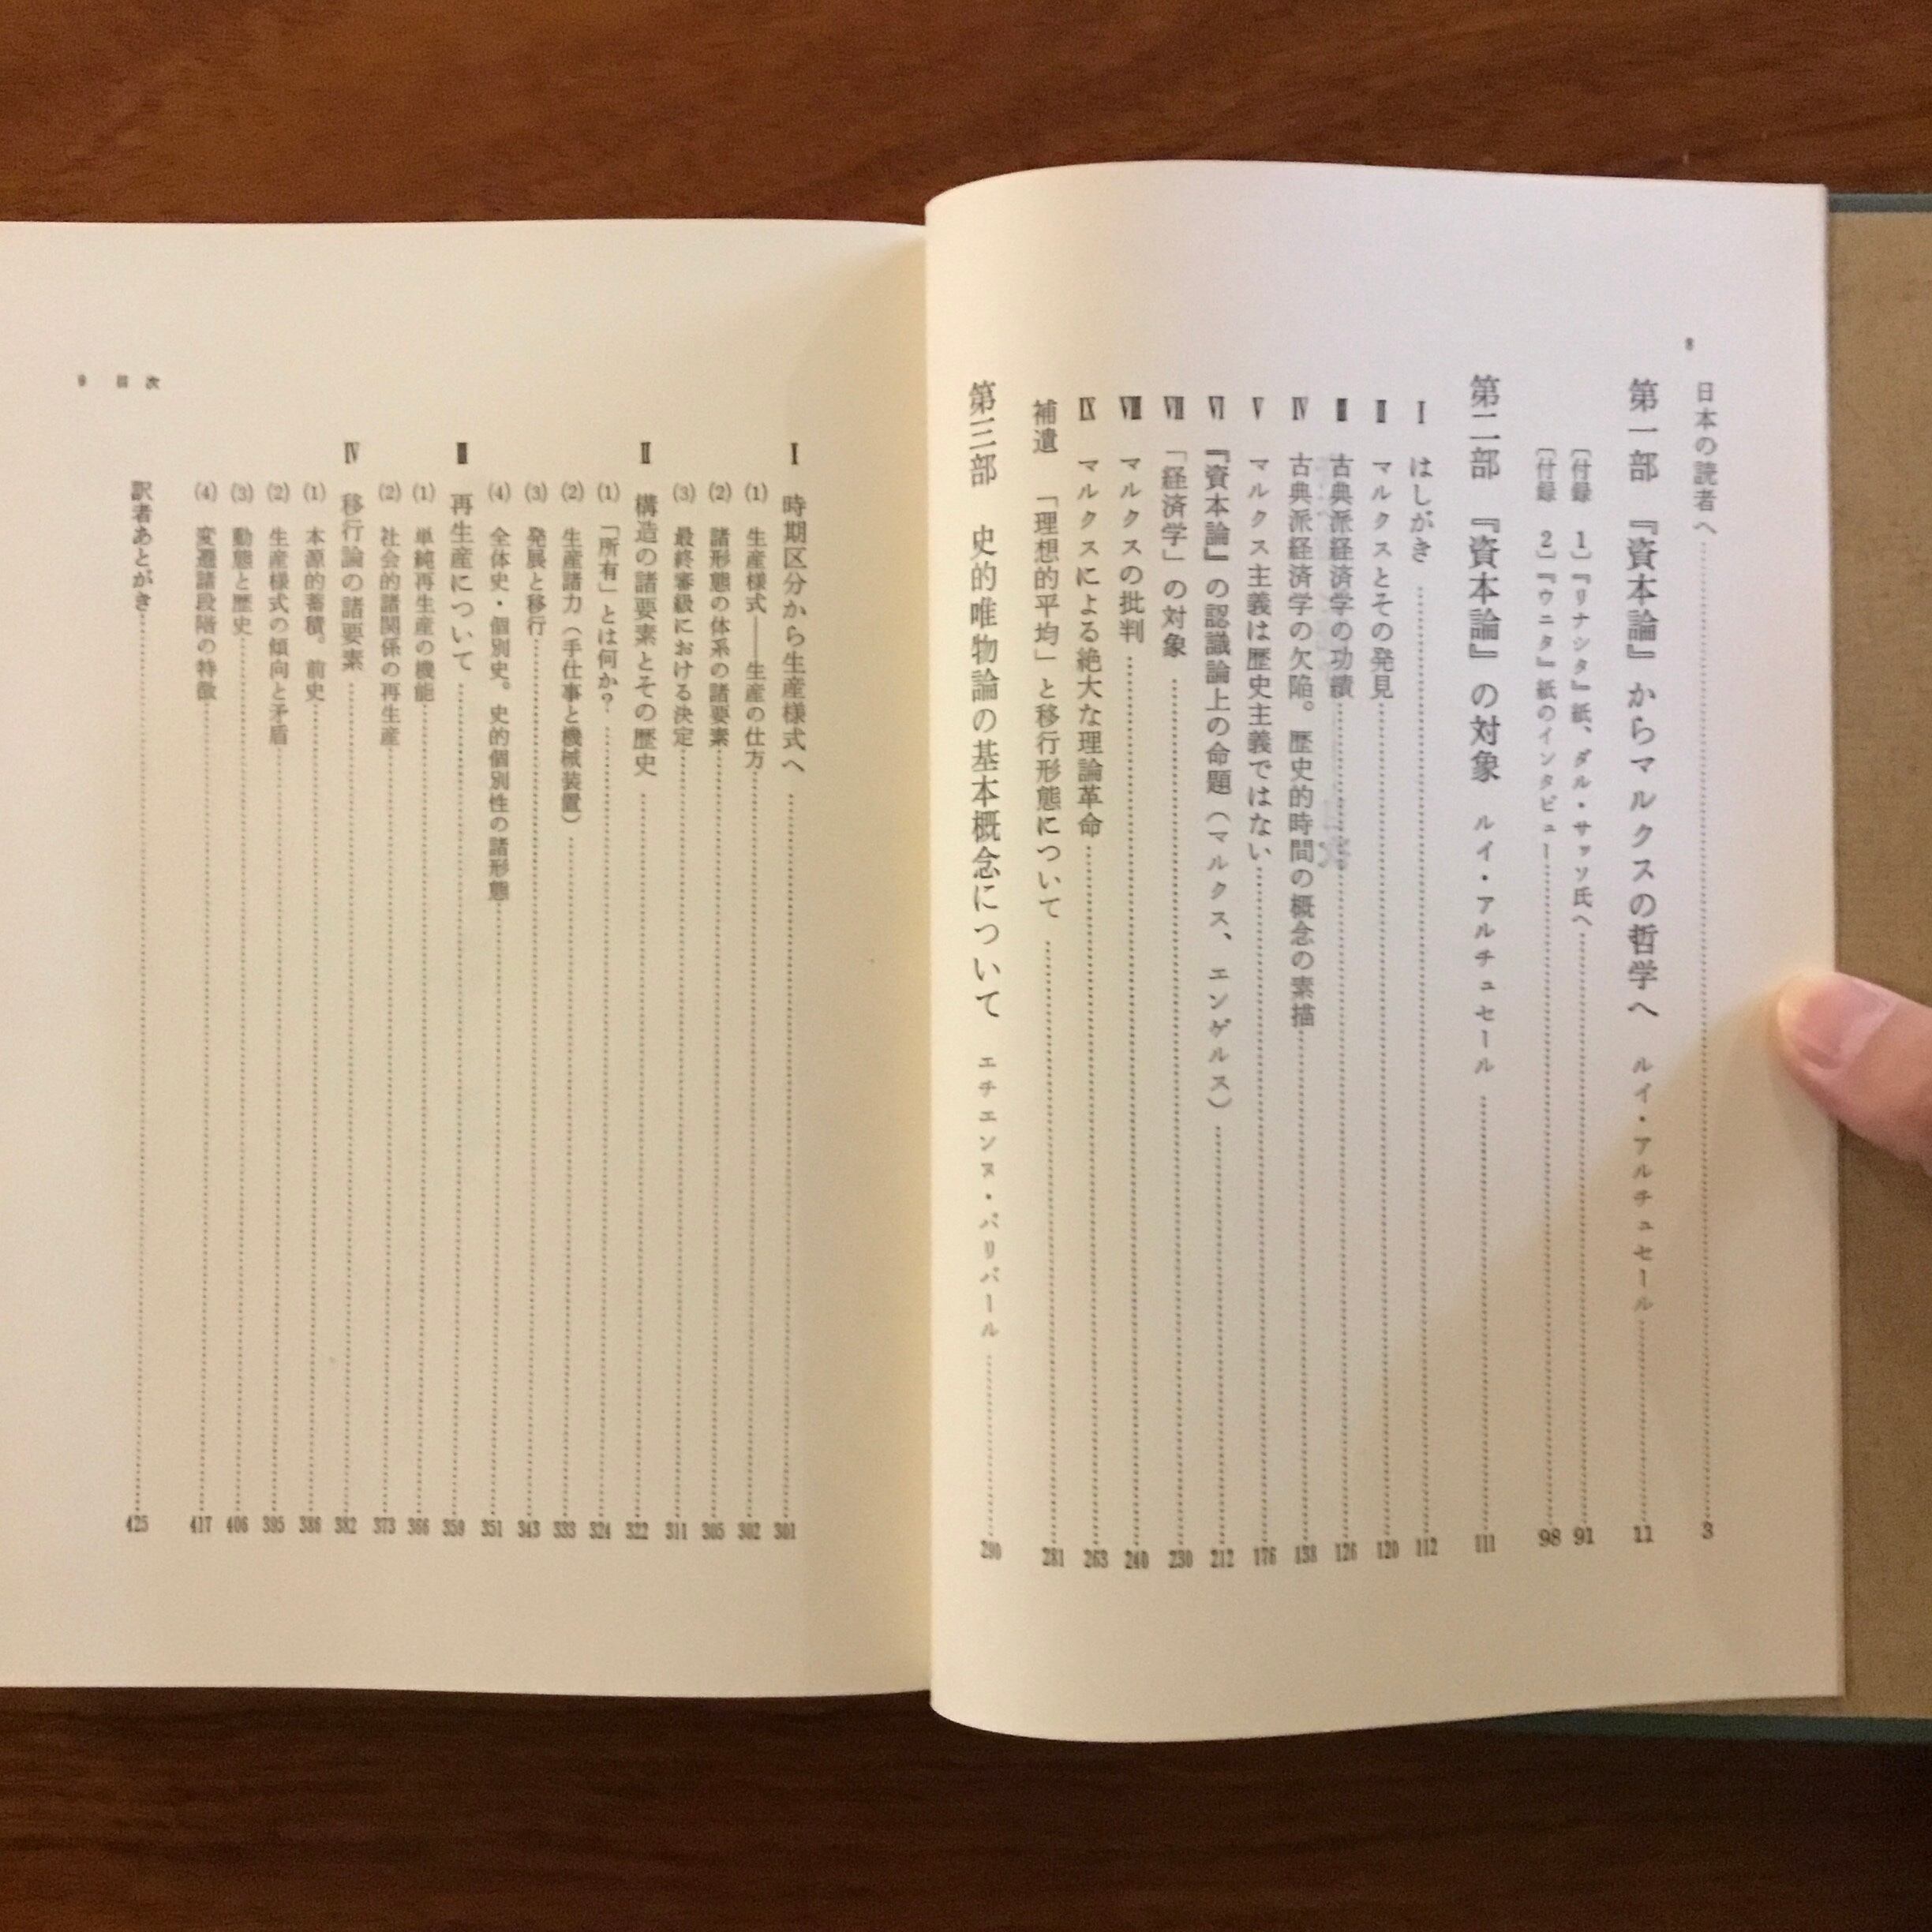 8
日本の読者へ……3
第一部 『資本論』からマルクスの哲学へ ルイ・アルチュセール……11
〔付録 1〕『リナシタ』紙、ダル・サッソ氏へ……91
〔付録 2〕『ウニタ』紙のインタビュー……98
第二部 『資本論』の対象 ルイ・アルチュセール……111
Ⅰ はしがき……112
Ⅱ マルクスとその発見……120
Ⅲ 古典派経済学の功績……126
Ⅳ 古典派経済学の欠陥。歴史的時間の概念の素描……138
Ⅴ マルクス主義は歴史主義ではない……176
Ⅵ 『資本論』の認識論上の命題（マルクス、エンゲルス）……212
Ⅶ 「経済学」の対象……230
Ⅷ マルクスの批判……240
Ⅸ マルクスによる絶大な理論革命……263
補遺 「理想的平均」と移行形態について……281
第三部 史的唯物論の基本概念について エチエンヌ・バリバール……290
Ⅰ 時期区分から生産様式へ……301
(1) 生産様式――生産の仕方……302
(2) 諸形態の体系の諸要素……305
(3) 最終審級における決定……311
Ⅱ 構造の諸要素とその歴史……322
(1) 「所有」とは何か？……324
(2) 生産諸力（手仕事と機械装置）……333
(3) 発展と移行……343
(4) 全体史・個別史。史的個別性の諸形態……351
Ⅲ 再生産について……359
(1) 単純再生産の機能……366
(2) 社会的諸関係の再生産……373
Ⅳ 移行論の諸要素……382
(1) 本源的蓄積。前史……386
(2) 生産様式の傾向と矛盾……395
(3) 動態と歴史……406
(4) 変遷諸段階の特徴……417
訳者あとがき……425
9 目次